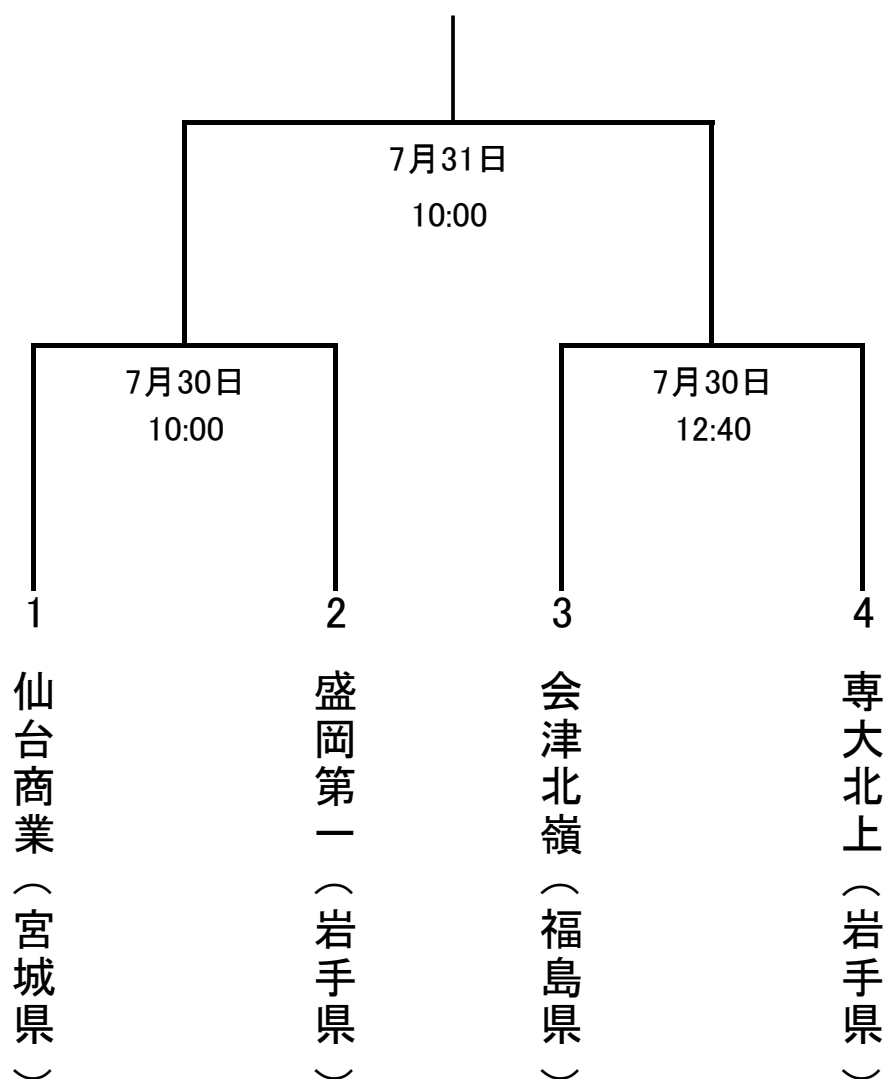 7月31日
10:00
7月30日
10:00
7月30日
12:40
1
2
3
4
仙台商業（宮城県）
盛岡第一（岩手県）
会津北嶺（福島県）
専大北上（岩手県）